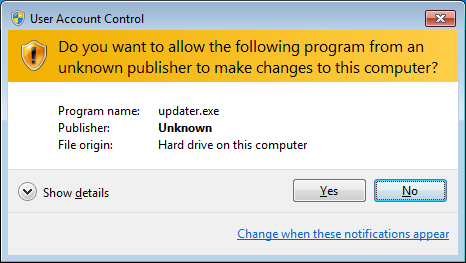 User Account Control
Do you want to allow the following program from an
unknown publisher to make changes to this computer?
Program name: updater.exe
Publisher: Unknown
File origin: Hard drive on this computer
Show details
Yes
No
Change when these notifications appear